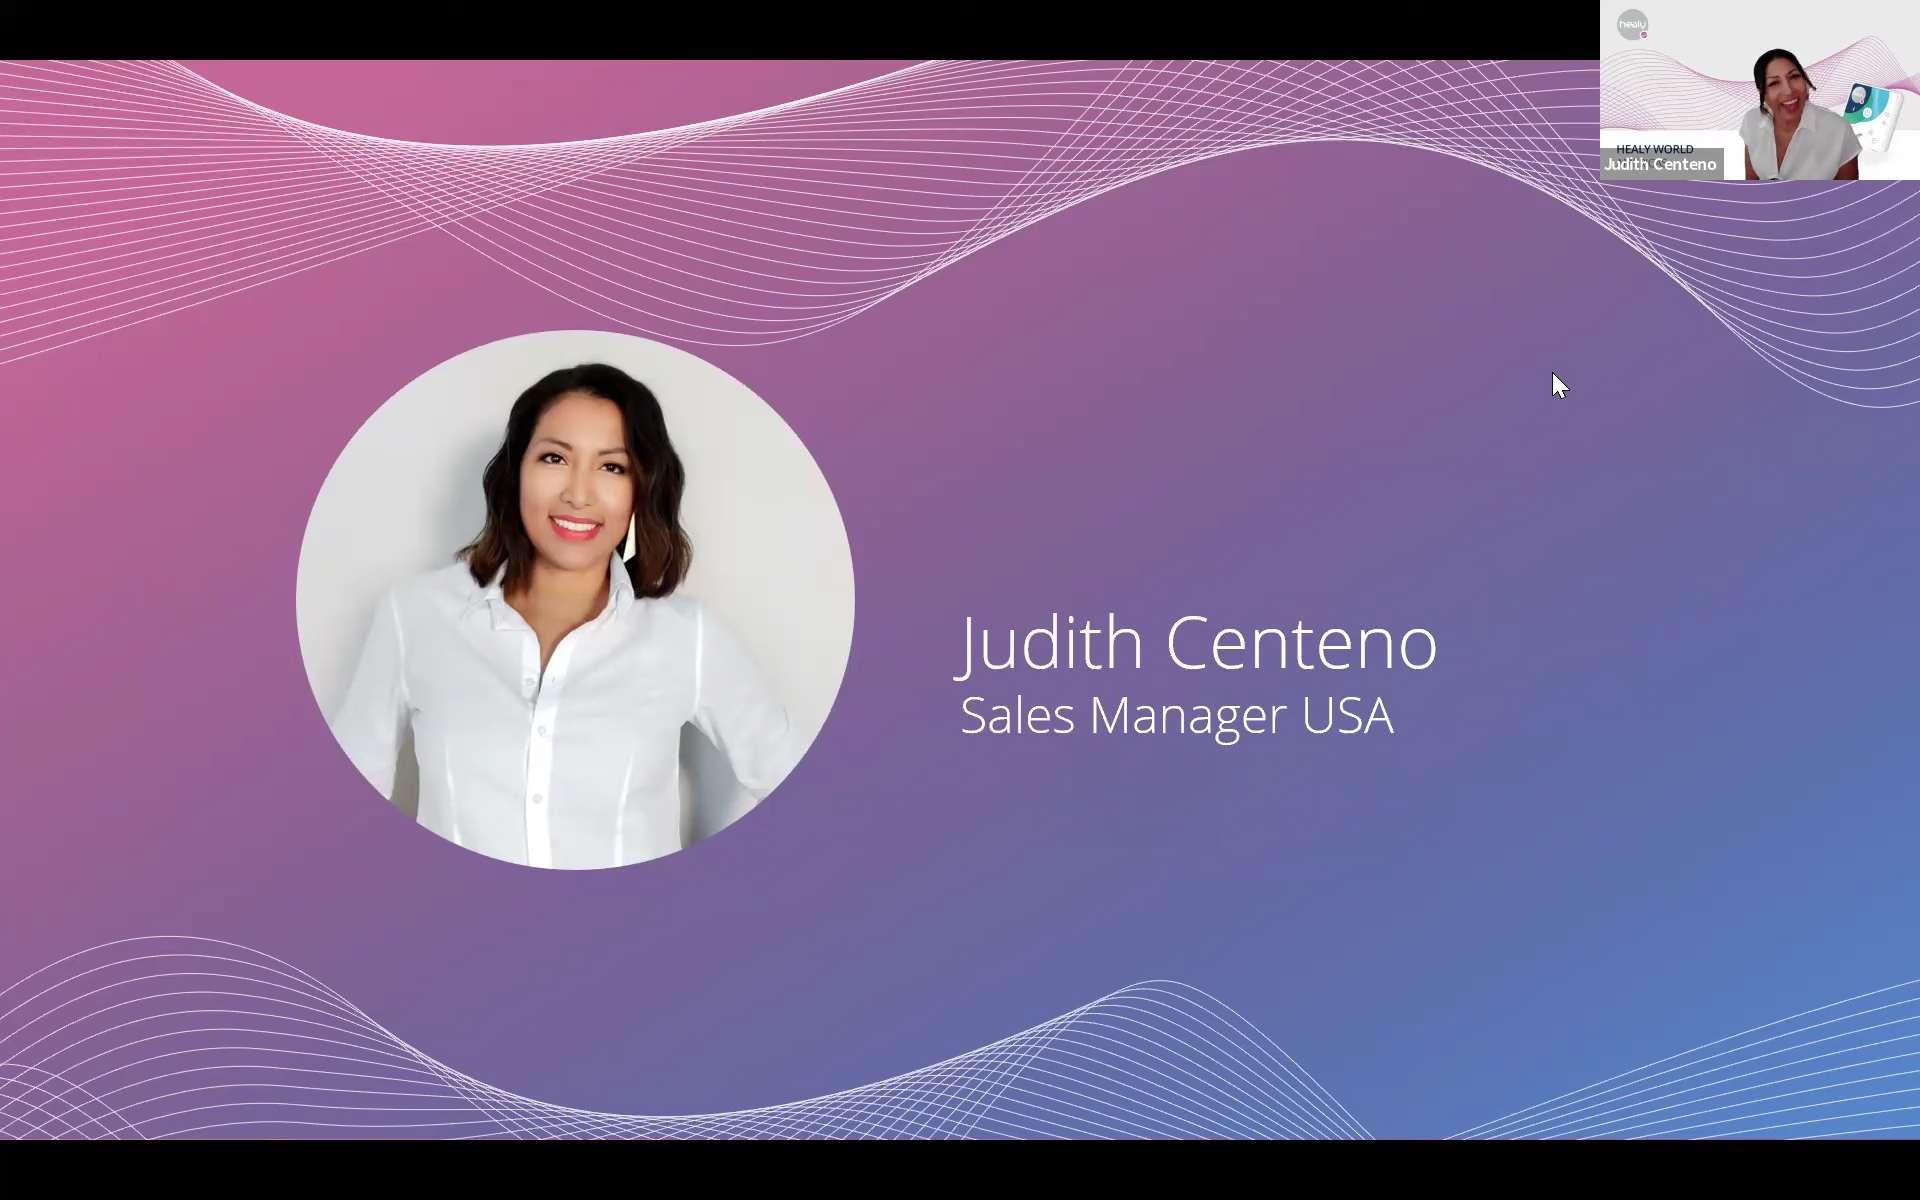 healy
HEALY WORLD
Judith Centeno
Judith Centeno
Sales Manager USA